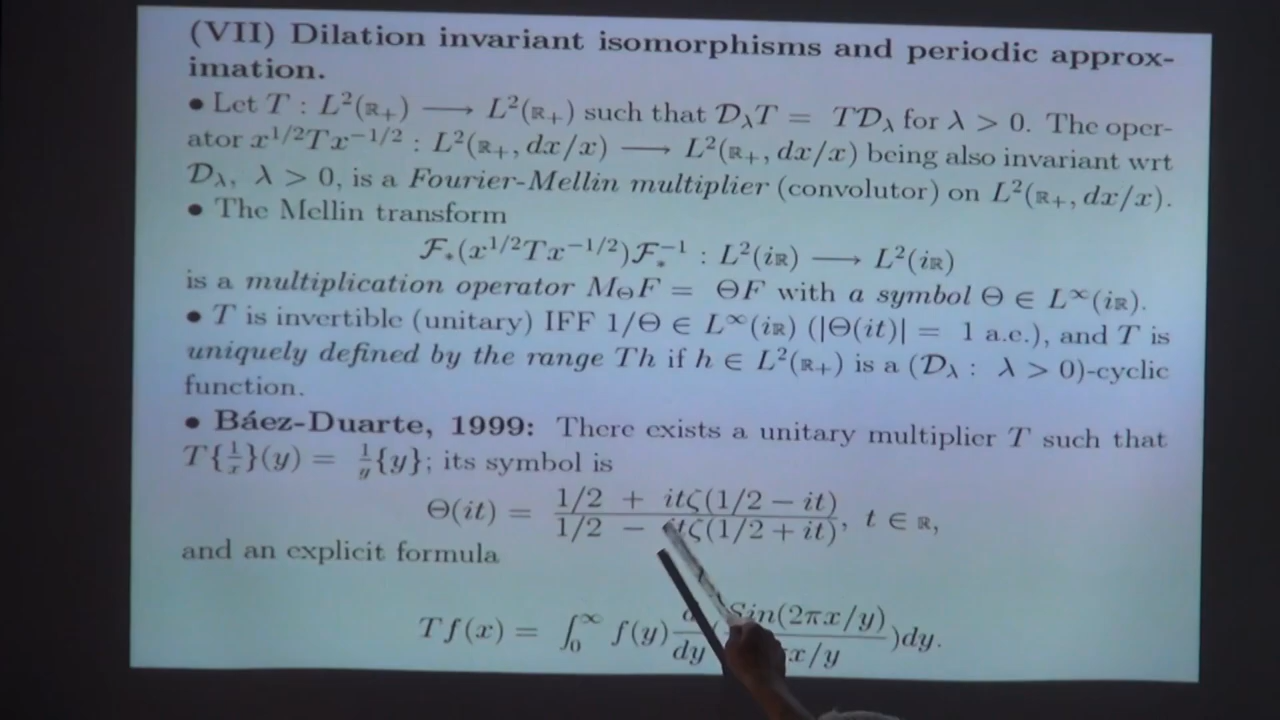 (VII) Dilation invariant isomorphisms and periodic approx-
imation.
• Let T : L²(ℝ₊) ⟶ L²(ℝ₊) such that 𝒟_λT = T𝒟_λ for λ > 0. The oper-
ator x^{1/2}Tx^{−1/2} : L²(ℝ₊, dx/x) ⟶ L²(ℝ₊, dx/x) being also invariant wrt
𝒟_λ, λ > 0, is a Fourier-Mellin multiplier (convolutor) on L²(ℝ₊, dx/x).
• The Mellin transform
ℱ_*(x^{1/2}Tx^{−1/2})ℱ_*^{−1} : L²(iℝ) ⟶ L²(iℝ)
is a multiplication operator M_ΘF = ΘF with a symbol Θ ∈ L^∞(iℝ).
• T is invertible (unitary) IFF 1/Θ ∈ L^∞(iℝ) (|Θ(it)| = 1 a.e.), and T is
uniquely defined by the range Th if h ∈ L²(ℝ₊) is a (𝒟_λ : λ > 0)-cyclic
function.
• Báez-Duarte, 1999: There exists a unitary multiplier T such that
T{1/x}(y) = 1/y{y}; its symbol is
Θ(it) = (1/2 + itζ(1/2 − it))/(1/2 − itζ(1/2 + it)), t ∈ ℝ,
and an explicit formula
Tf(x) = ∫₀^∞ f(y) /dy( Sin(2πx/y)/ x/y )dy.